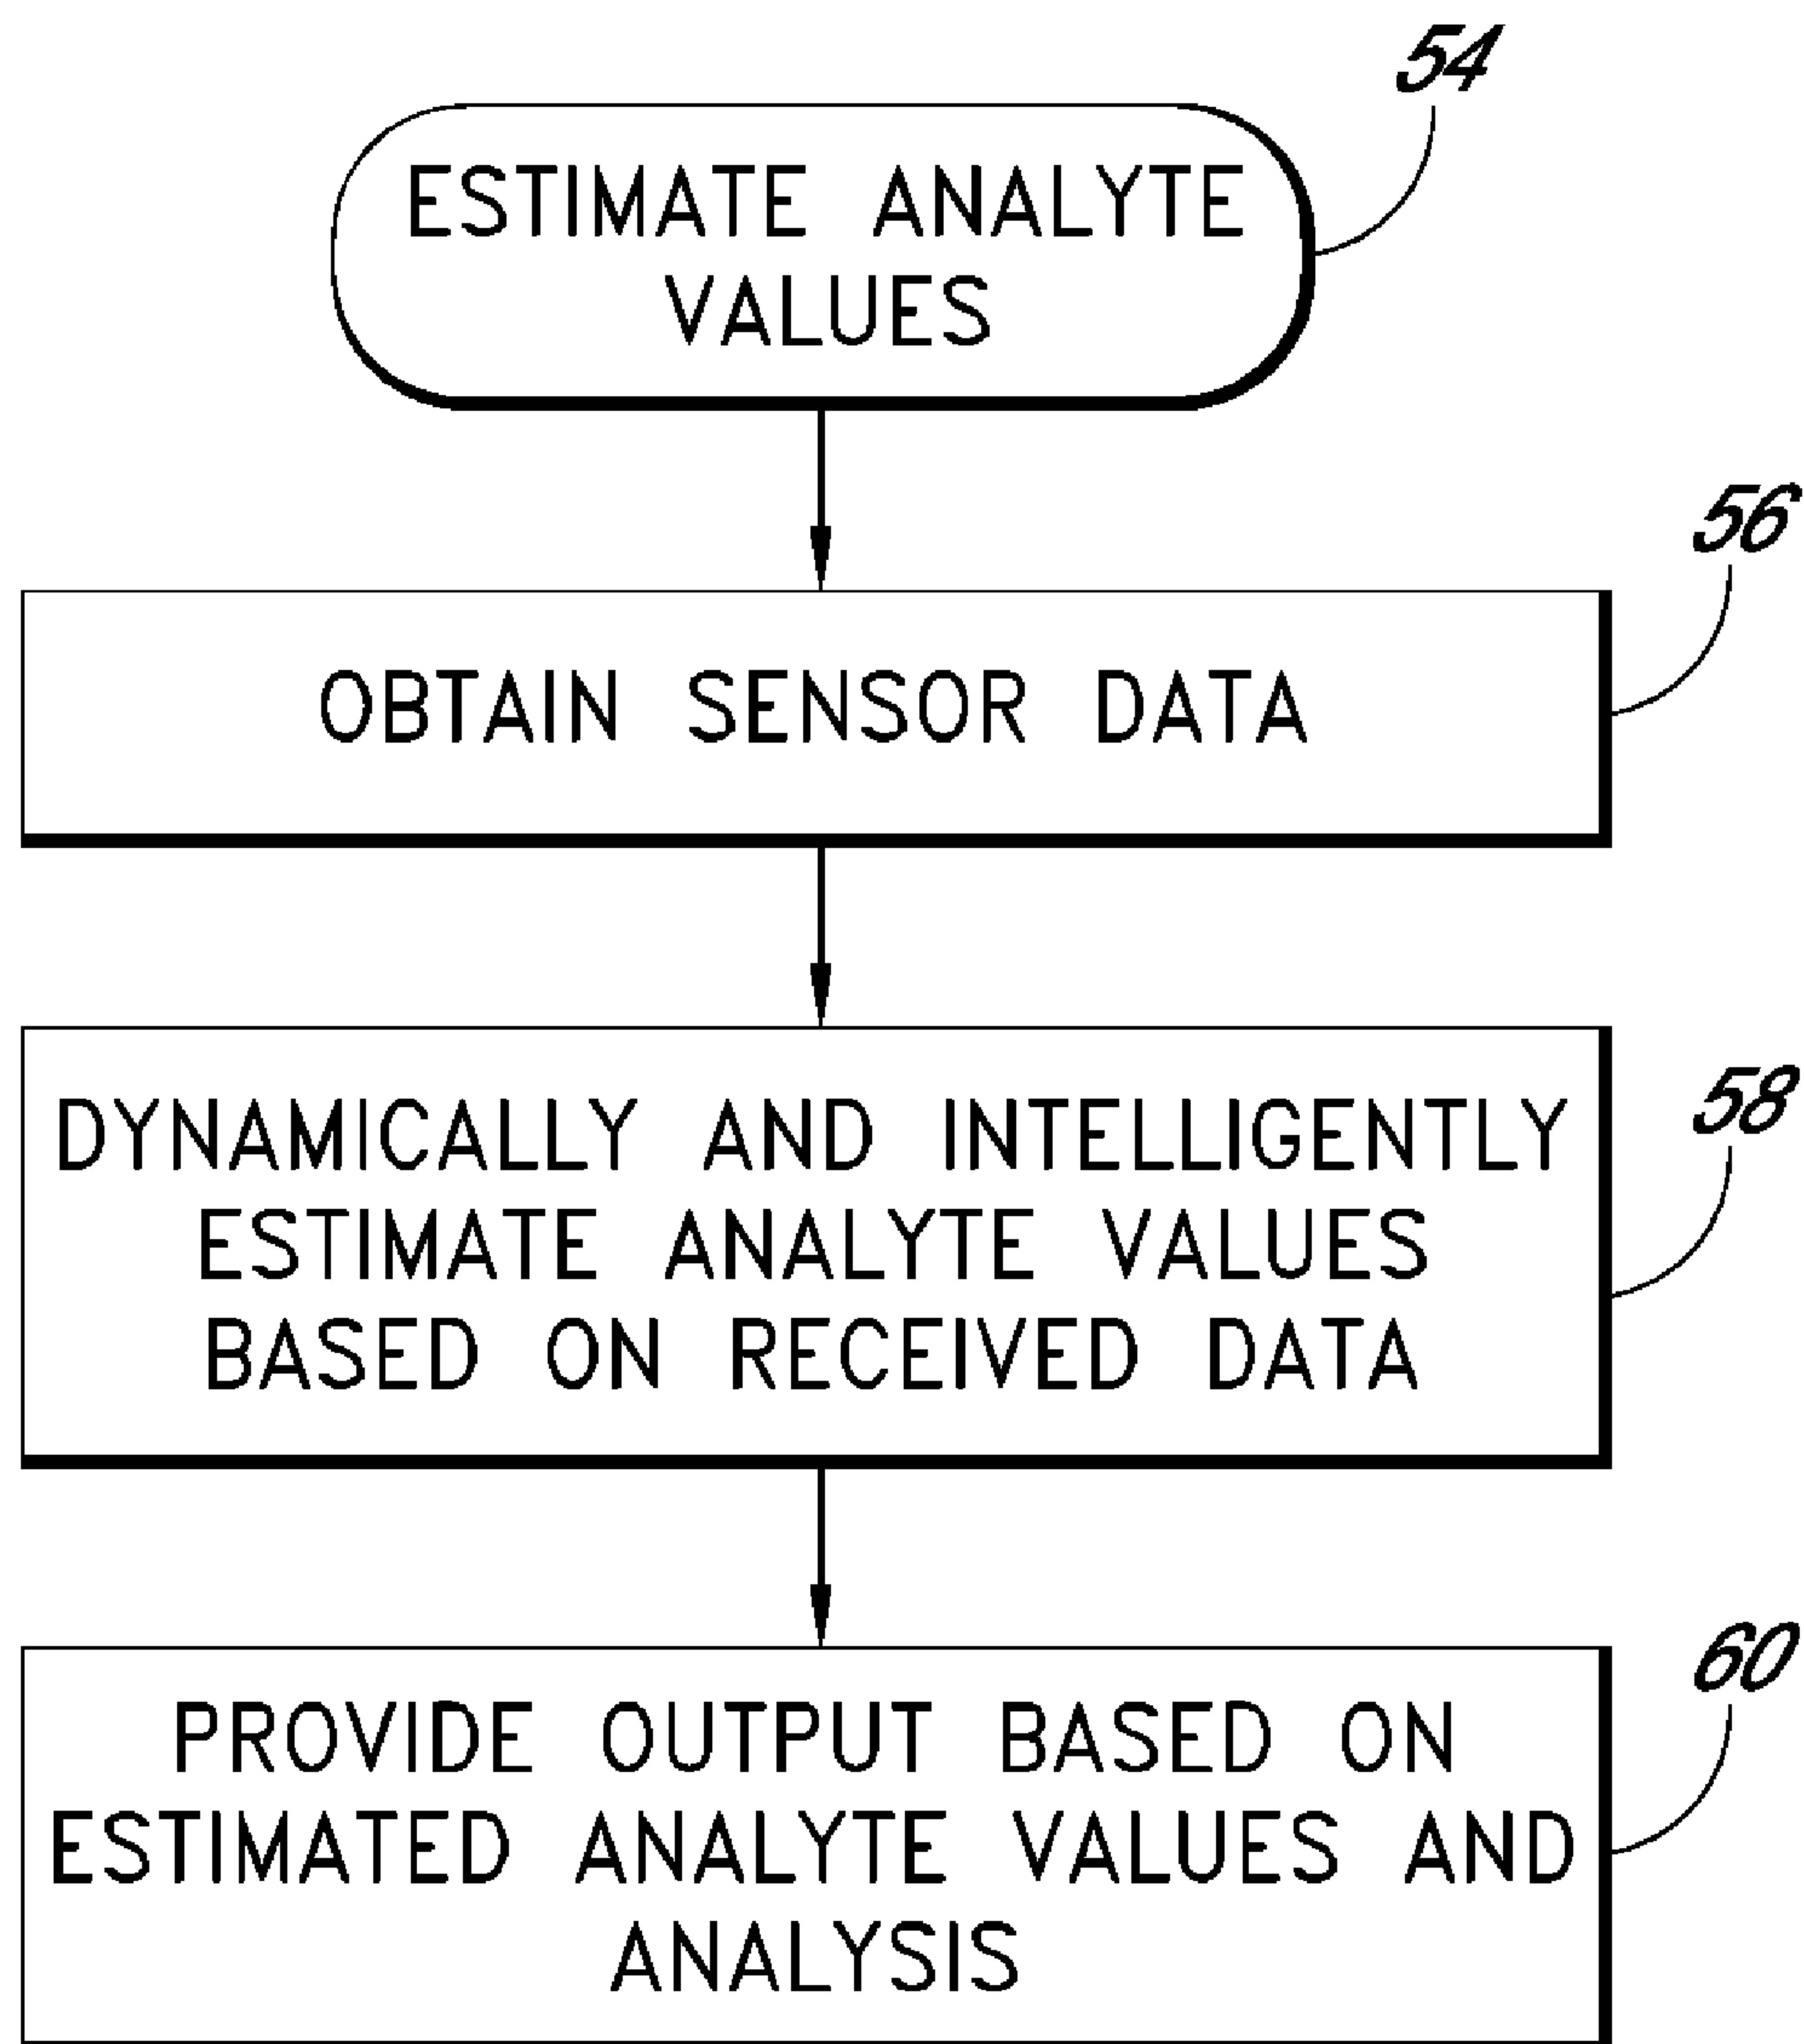 54
ESTIMATE ANALYTE
VALUES
56
OBTAIN SENSOR DATA
58
DYNAMICALLY AND INTELLIGENTLY
ESTIMATE ANALYTE VALUES
BASED ON RECEIVED DATA
60
PROVIDE OUTPUT BASED ON
ESTIMATED ANALYTE VALUES AND
ANALYSIS